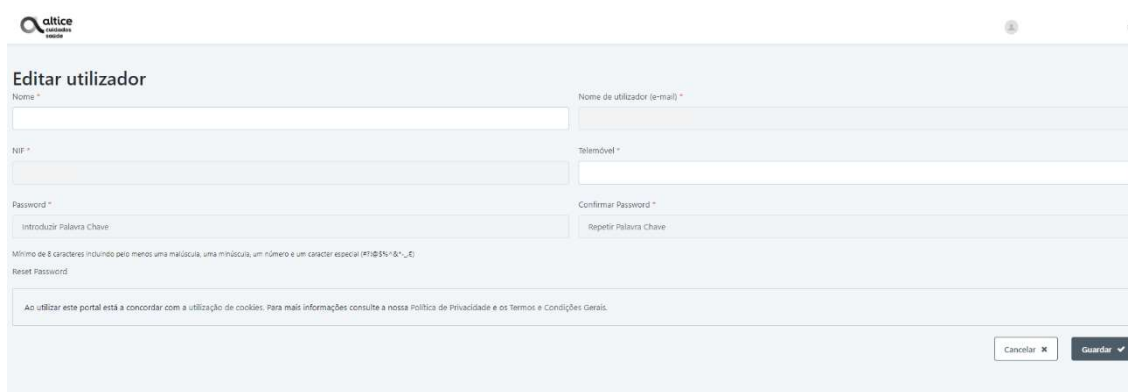 altice
cuidados
saúde
Editar utilizador
Nome *
Nome de utilizador (e-mail) *
NIF *
Telemóvel *
Password *
Confirmar Password *
Introduzir Palavra Chave
Repetir Palavra Chave
Mínimo de 8 caracteres incluindo pelo menos uma maiúscula, uma minúscula, um número e um caracter especial (#?!@$%^&*-_.£)
Reset Password
Ao utilizar este portal está a concordar com a utilização de cookies. Para mais informações consulte a nossa Política de Privacidade e os Termos e Condições Gerais.
Cancelar ✖
Guardar ✔